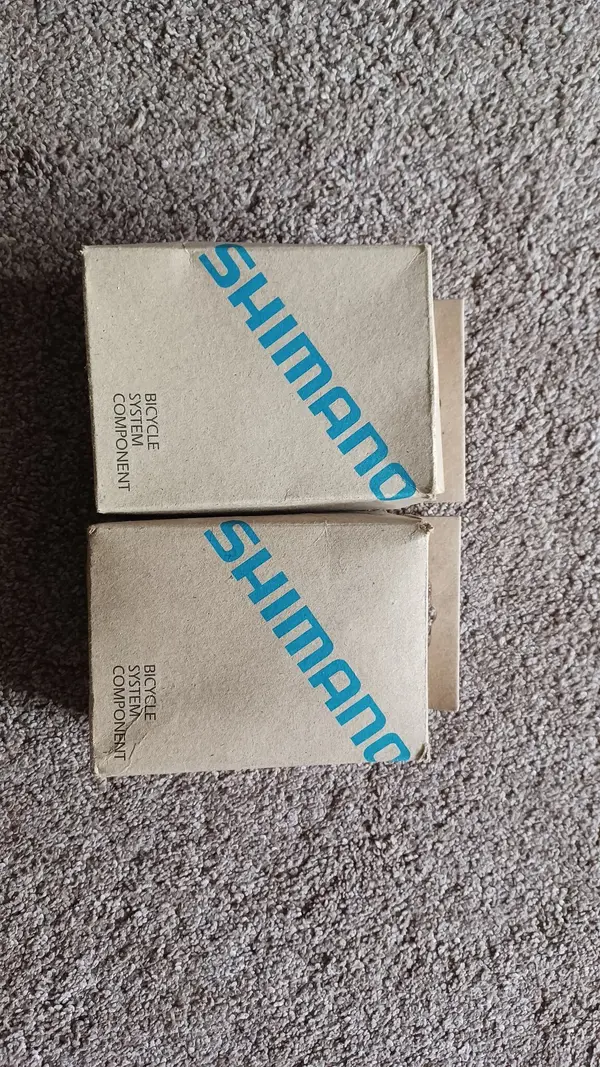 SHIMANO
BICYCLE
SYSTEM
COMPONENT
SHIMANO
BICYCLE
SYSTEM
COMPONENT